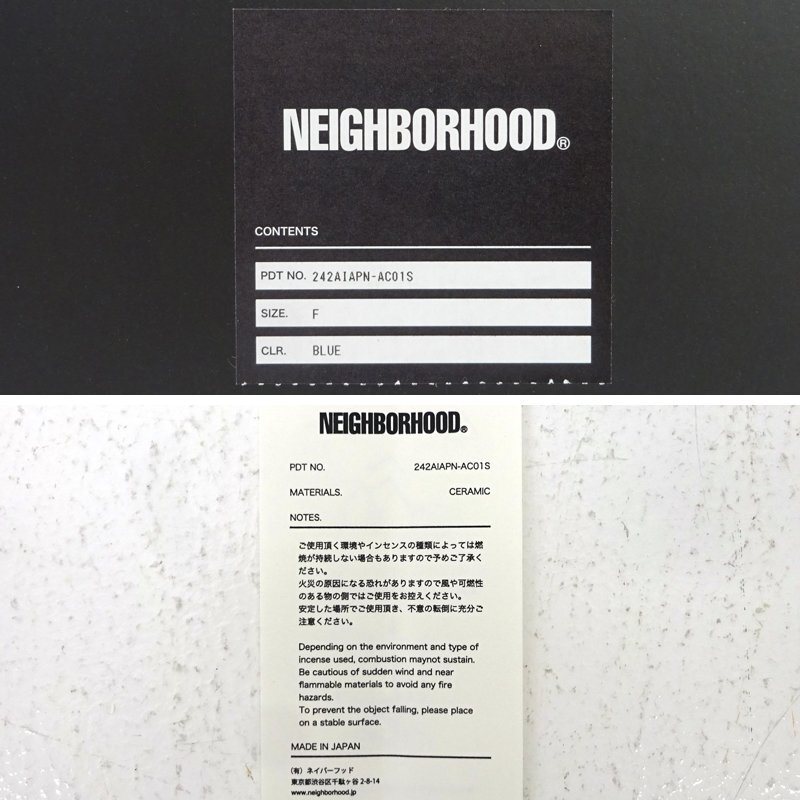 NEIGHBORHOOD®
CONTENTS
PDT NO. 242AIAPN-AC01S
SIZE. F
CLR. BLUE
NEIGHBORHOOD®
PDT NO. 242AIAPN-AC01S
MATERIALS. CERAMIC
NOTES.
ご使用頂く環境やインセンスの種類によっては燃
焼が持続しない場合もありますので予めご了承く
ださい。
火災の原因になる恐れがありますので風や可燃性
のある物の側ではご使用をお控えください。
安定した場所でご使用頂き、不意の転倒に充分ご
注意ください。
Depending on the environment and type of
incense used, combustion maynot sustain.
Be cautious of sudden wind and near
flammable materials to avoid any fire
hazards.
To prevent the object falling, please place
on a stable surface.
MADE IN JAPAN
(有) ネイバーフッド
東京都渋谷区千駄ヶ谷 2-8-14
www.neighborhood.jp